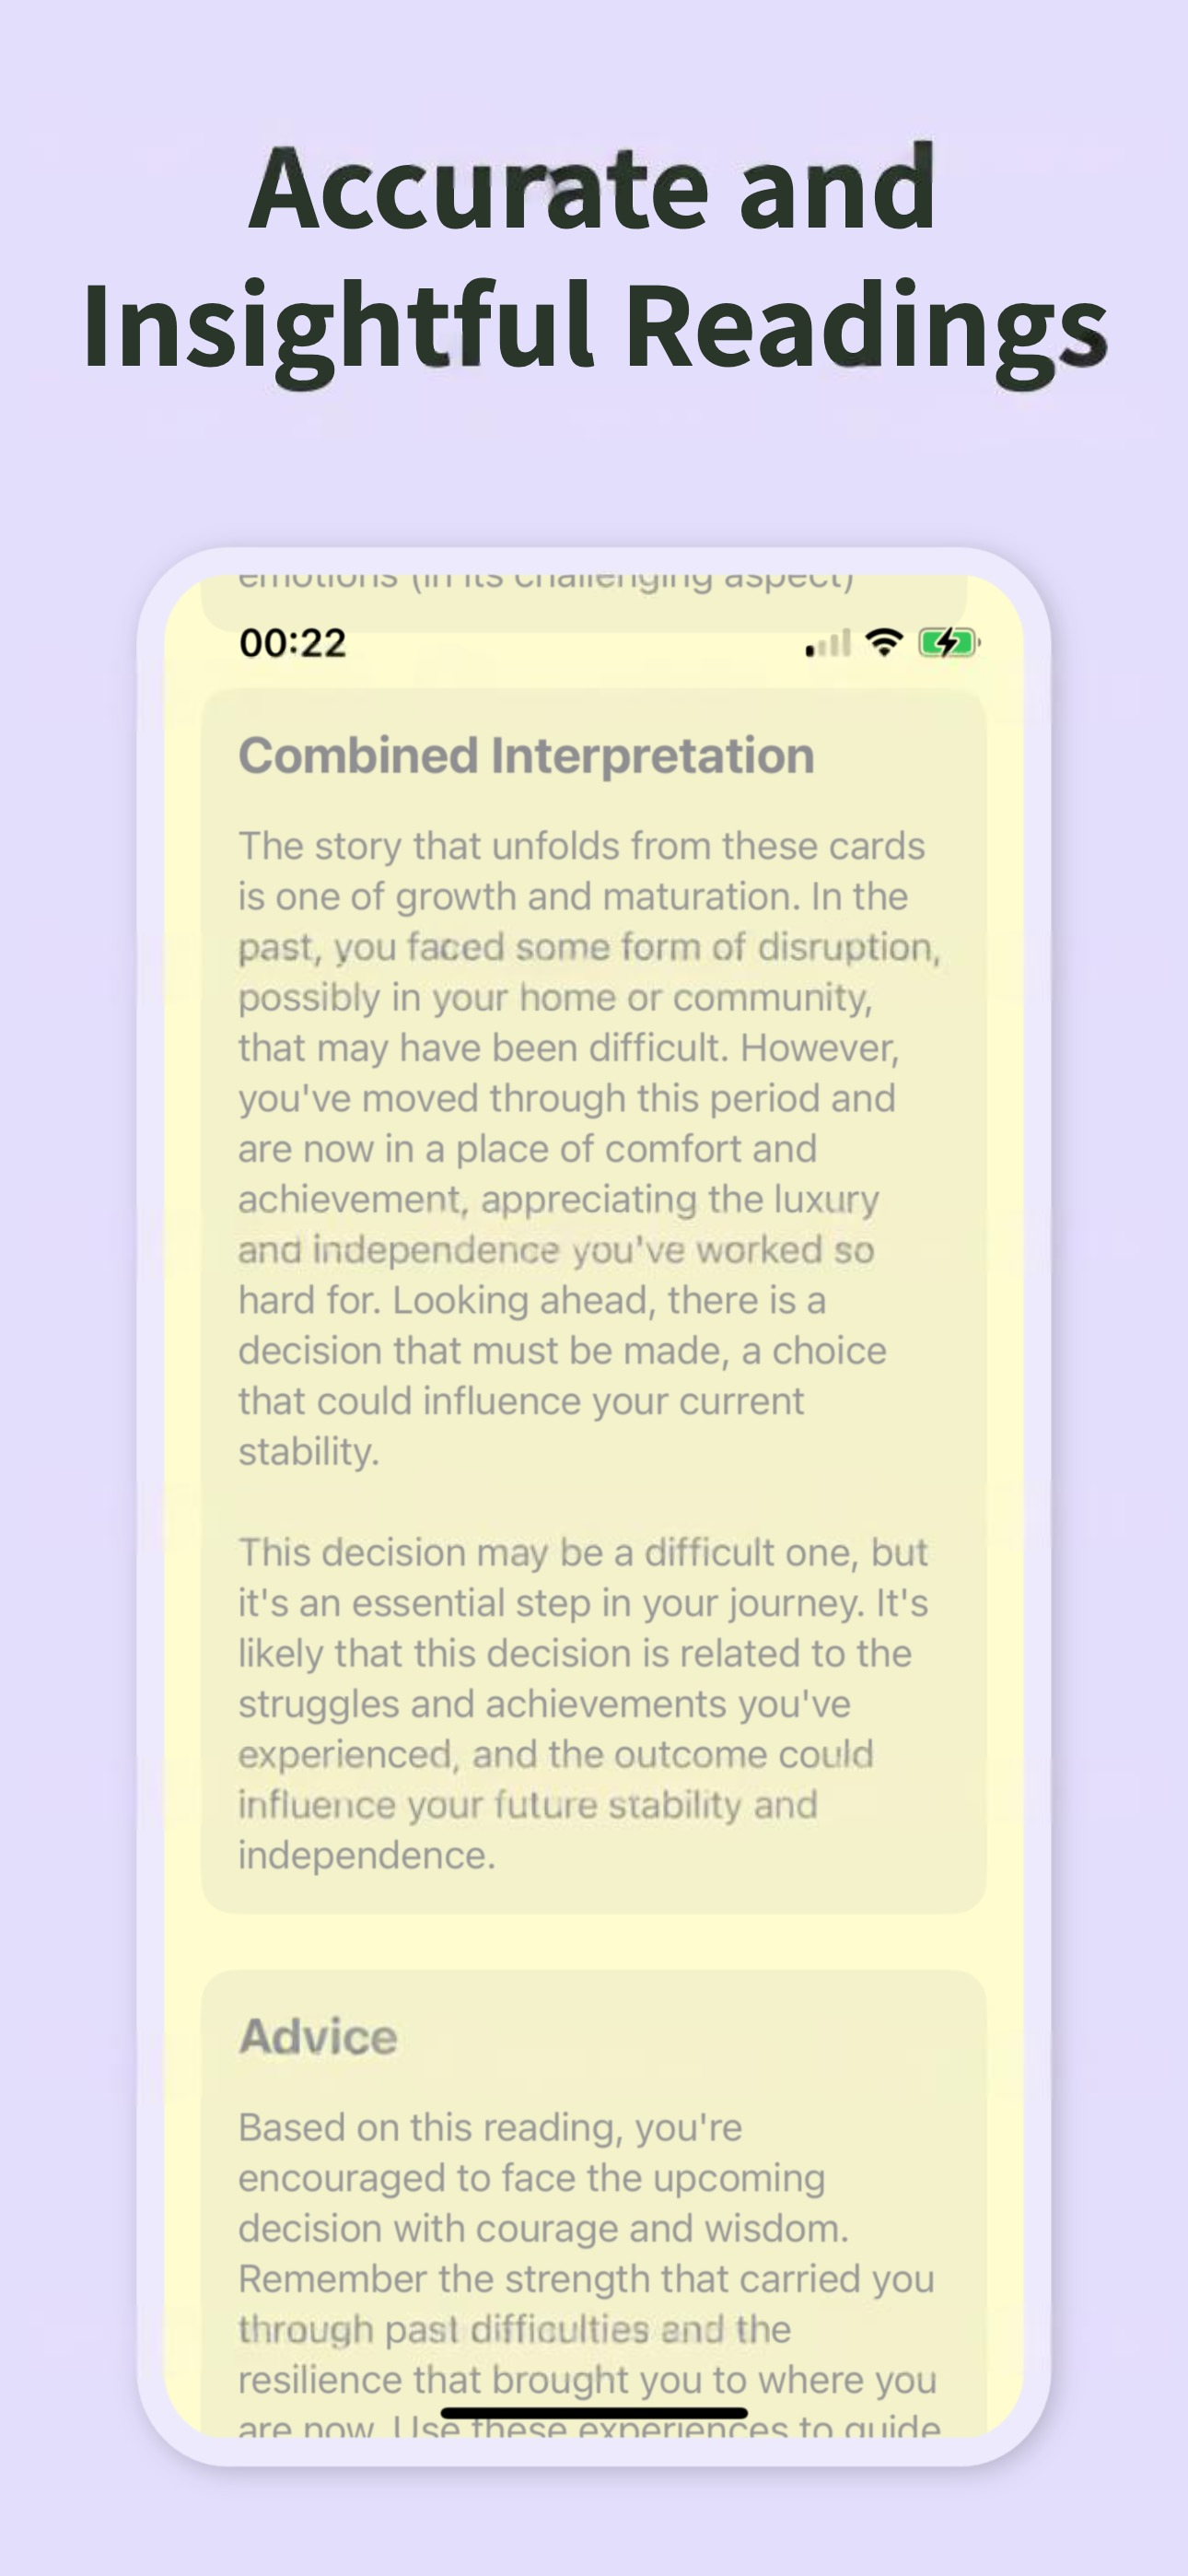 Accurate and
Insightful Readings
emotions (in its challenging aspect)
00:22
Combined Interpretation
The story that unfolds from these cards
is one of growth and maturation. In the
past, you faced some form of disruption,
possibly in your home or community,
that may have been difficult. However,
you've moved through this period and
are now in a place of comfort and
achievement, appreciating the luxury
and independence you've worked so
hard for. Looking ahead, there is a
decision that must be made, a choice
that could influence your current
stability.
This decision may be a difficult one, but
it's an essential step in your journey. It's
likely that this decision is related to the
struggles and achievements you've
experienced, and the outcome could
influence your future stability and
independence.
Advice
Based on this reading, you're
encouraged to face the upcoming
decision with courage and wisdom.
Remember the strength that carried you
through past difficulties and the
resilience that brought you to where you
are now. Use these experiences to guide